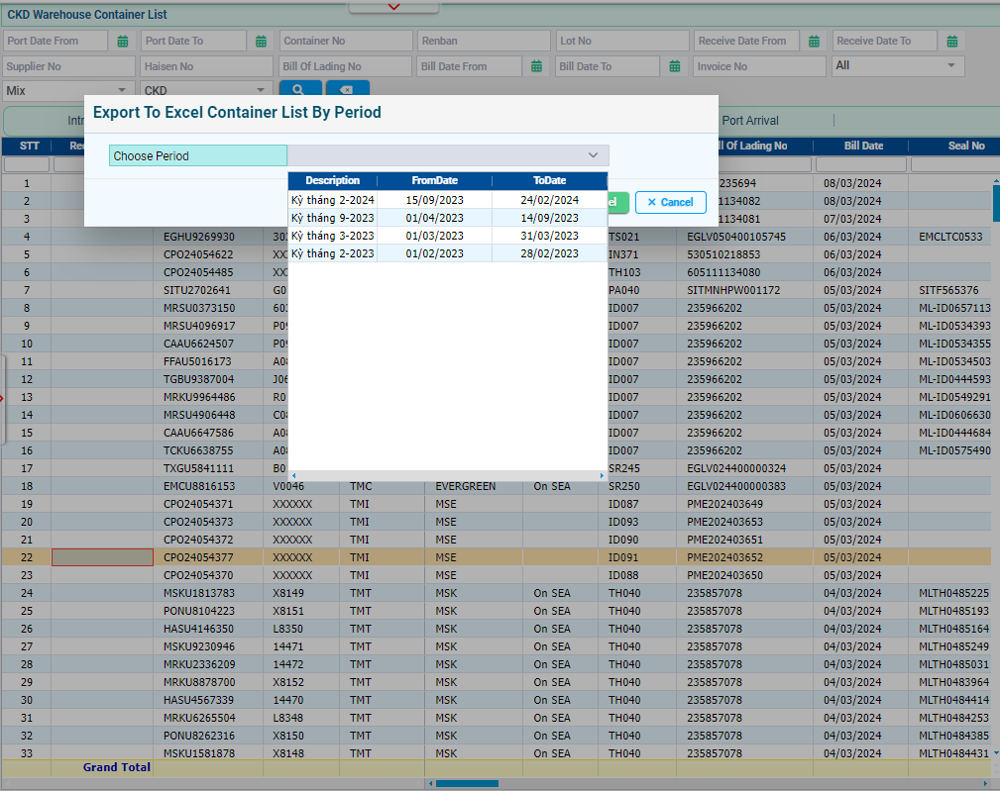 CKD Warehouse Container List
Port Date From Port Date To Container No Renban Lot No Receive Date From Receive Date To
Supplier No Haisen No Bill Of Lading No Bill Date From Bill Date To Invoice No All
Mix CKD
Export To Excel Container List By Period
Port Arrival
Choose Period
STT Of Lading No Bill Date Seal No
Description FromDate ToDate
Kỳ tháng 2-2024 15/09/2023 24/02/2024
Kỳ tháng 9-2023 01/04/2023 14/09/2023
Kỳ tháng 3-2023 01/03/2023 31/03/2023
Kỳ tháng 2-2023 01/02/2023 28/02/2023
Cancel
1 235694 08/03/2024
2 1134082 08/03/2024
3 1134081 07/03/2024
4 EGHU9269930 TS021 EGLV050400105745 06/03/2024 EMCLTC0533
5 CPO24054622 IN371 530510218853 06/03/2024
6 CPO24054485 TH103 605111134080 06/03/2024
7 SITU2702641 PA040 SITMNHPW001172 05/03/2024 SITF565376
8 MRSU0373150 ID007 235966202 05/03/2024 ML-ID0657113
9 MRSU4096917 ID007 235966202 05/03/2024 ML-ID0534393
10 CAAU6624507 ID007 235966202 05/03/2024 ML-ID0534355
11 FFAU5016173 ID007 235966202 05/03/2024 ML-ID0534503
12 TGBU9387004 ID007 235966202 05/03/2024 ML-ID0444593
13 MRKU9964486 ID007 235966202 05/03/2024 ML-ID0549291
14 MRSU4906448 ID007 235966202 05/03/2024 ML-ID0606630
15 CAAU6647586 ID007 235966202 05/03/2024 ML-ID0444684
16 TCKU6638755 ID007 235966202 05/03/2024 ML-ID0575490
17 TXGU5841111 SR245 EGLV024400000324 05/03/2024
18 EMCU8816153 V0046 TMC EVERGREEN On SEA SR250 EGLV024400000383 05/03/2024
19 CPO24054371 XXXXXX TMI MSE ID087 PME202403649 05/03/2024
20 CPO24054373 XXXXXX TMI MSE ID093 PME202403653 05/03/2024
21 CPO24054372 XXXXXX TMI MSE ID090 PME202403651 05/03/2024
22 CPO24054377 XXXXXX TMI MSE ID091 PME202403652 05/03/2024
23 CPO24054370 XXXXXX TMI MSE ID088 PME202403650 05/03/2024
24 MSKU1813783 X8149 TMT MSK On SEA TH040 235857078 04/03/2024 MLTH0485225
25 PONU8104223 X8151 TMT MSK On SEA TH040 235857078 04/03/2024 MLTH0485193
26 HASU4146350 L8350 TMT MSK On SEA TH040 235857078 04/03/2024 MLTH0485164
27 MSKU9230946 14471 TMT MSK On SEA TH040 235857078 04/03/2024 MLTH0485249
28 MRKU2336209 14472 TMT MSK On SEA TH040 235857078 04/03/2024 MLTH0485031
29 MRKU8878700 X8152 TMT MSK On SEA TH040 235857078 04/03/2024 MLTH0483964
30 HASU4567339 14470 TMT MSK On SEA TH040 235857078 04/03/2024 MLTH0484414
31 MRKU6265504 L8348 TMT MSK On SEA TH040 235857078 04/03/2024 MLTH0484253
32 PONU8262316 X8150 TMT MSK On SEA TH040 235857078 04/03/2024 MLTH0484385
33 MSKU1581878 X8148 TMT MSK On SEA TH040 235857078 04/03/2024 MLTH0484431
Grand Total